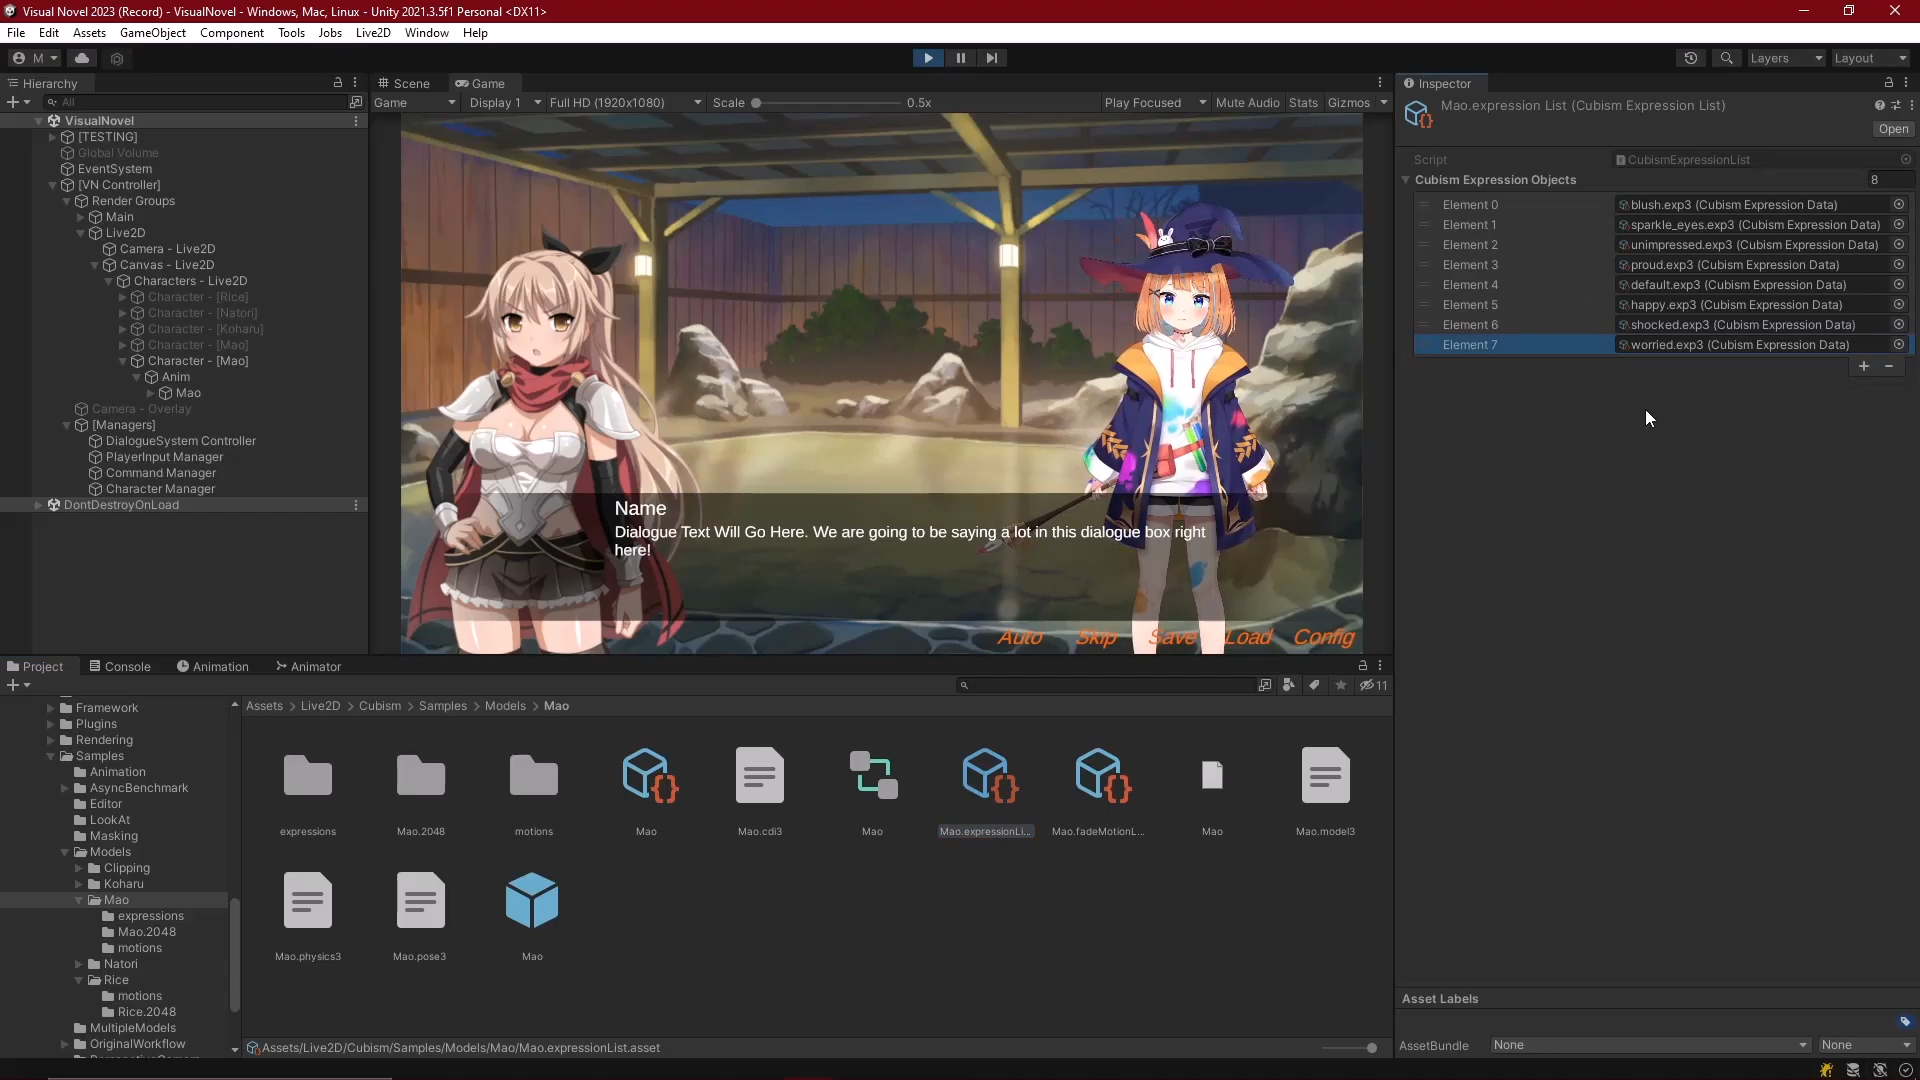 Visual Novel 2023 (Record) - VisualNovel - Windows, Mac, Linux - Unity 2021.3.5f1 Personal <DX11>
File Edit Assets GameObject Component Tools Jobs Live2D Window Help
M Layers Layout
Hierarchy
All
VisualNovel
[TESTING]
Global Volume
EventSystem
[VN Controller]
Render Groups
Main
Live2D
Camera - Live2D
Canvas - Live2D
Characters - Live2D
Character - [Rice]
Character - [Natori]
Character - [Koharu]
Character - [Mao]
Character - [Mao]
Anim
Mao
Camera - Overlay
[Managers]
DialogueSystem Controller
PlayerInput Manager
Command Manager
Character Manager
DontDestroyOnLoad
Scene Game
Game Display 1 Full HD (1920x1080) Scale 0.5x Play Focused Mute Audio Stats Gizmos
Name
Dialogue Text Will Go Here. We are going to be saying a lot in this dialogue box right
here!
Auto Skip Save Load Config
Inspector
Mao.expression List (Cubism Expression List)
Open
Script CubismExpressionList
Cubism Expression Objects 8
Element 0 blush.exp3 (Cubism Expression Data)
Element 1 sparkle_eyes.exp3 (Cubism Expression Data)
Element 2 unimpressed.exp3 (Cubism Expression Data)
Element 3 proud.exp3 (Cubism Expression Data)
Element 4 default.exp3 (Cubism Expression Data)
Element 5 happy.exp3 (Cubism Expression Data)
Element 6 shocked.exp3 (Cubism Expression Data)
Element 7 worried.exp3 (Cubism Expression Data)
Project Console Animation Animator
11
Framework
Plugins
Rendering
Samples
Animation
AsyncBenchmark
Editor
LookAt
Masking
Models
Clipping
Koharu
Mao
expressions
Mao.2048
motions
Natori
Rice
motions
Rice.2048
MultipleModels
OriginalWorkflow
Assets > Live2D > Cubism > Samples > Models > Mao
expressions Mao.2048 motions Mao Mao.cdi3 Mao Mao.expressionLi... Mao.fadeMotionL... Mao Mao.model3
Mao.physics3 Mao.pose3 Mao
Assets/Live2D/Cubism/Samples/Models/Mao/Mao.expressionList.asset
Asset Labels
AssetBundle None None